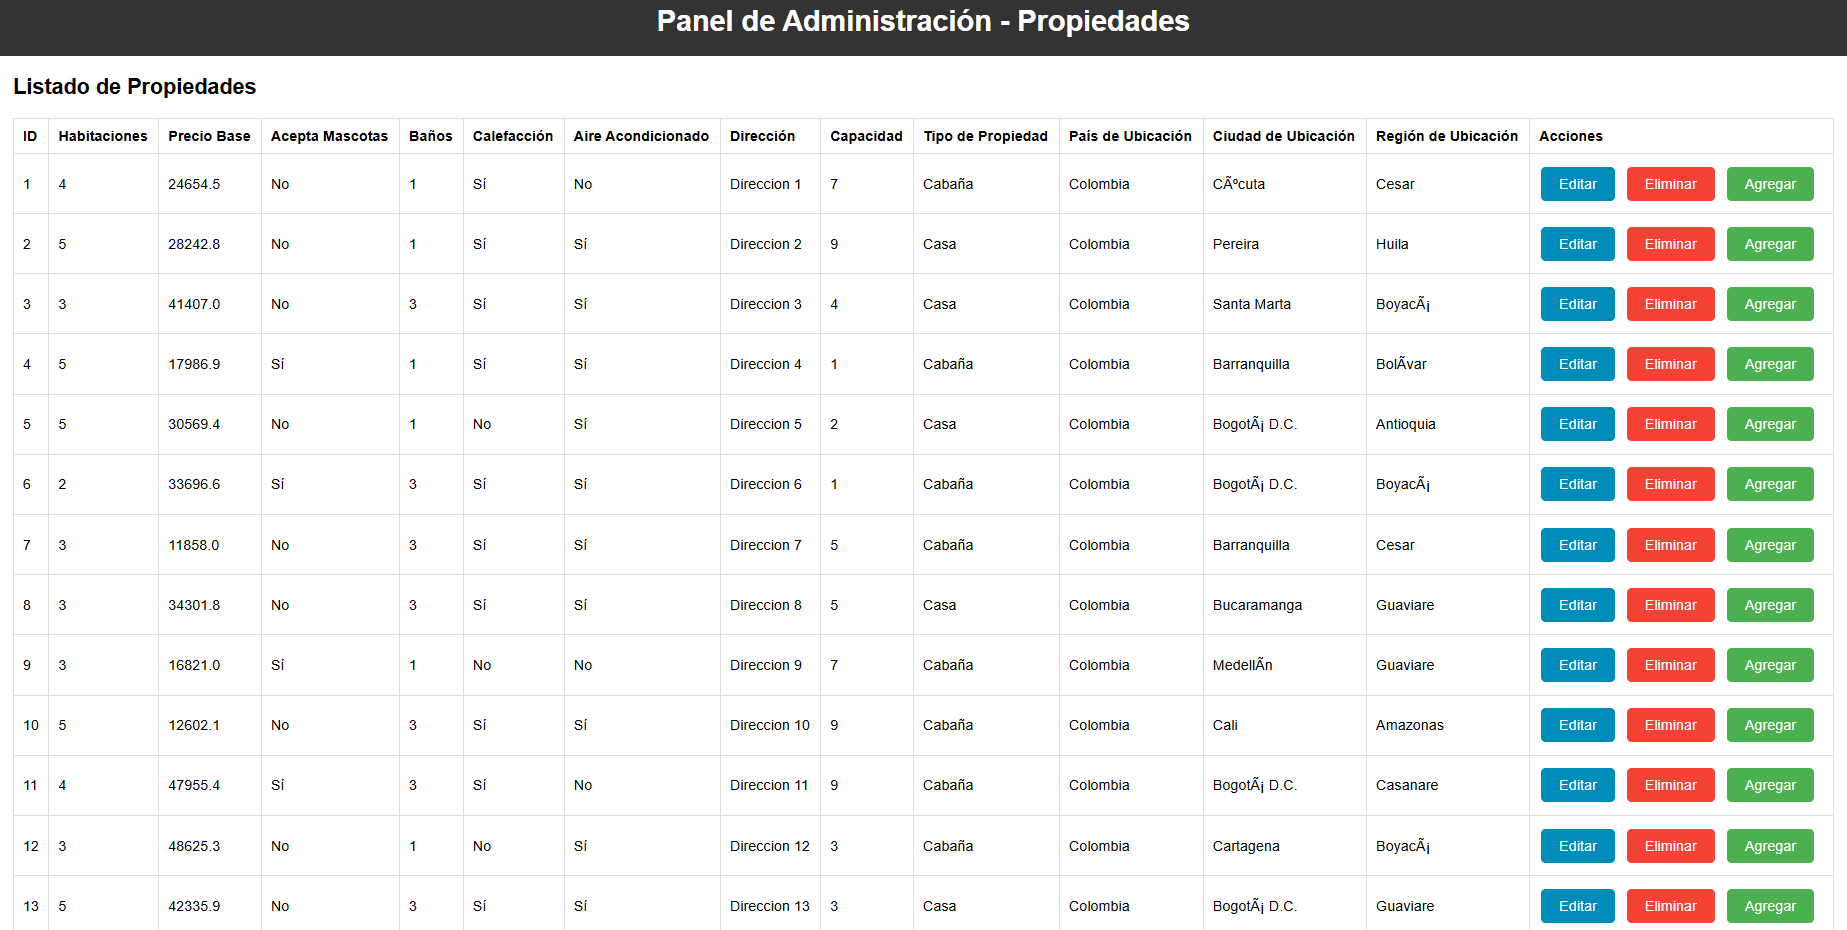 Panel de Administración - Propiedades
Listado de Propiedades
ID Habitaciones Precio Base Acepta Mascotas Baños Calefacción Aire Acondicionado Dirección Capacidad Tipo de Propiedad País de Ubicación Ciudad de Ubicación Región de Ubicación Acciones
1 4 24654.5 No 1 Sí No Direccion 1 7 Cabaña Colombia CÃºcuta Cesar Editar Eliminar Agregar
2 5 28242.8 No 1 Sí Sí Direccion 2 9 Casa Colombia Pereira Huila Editar Eliminar Agregar
3 3 41407.0 No 3 Sí Sí Direccion 3 4 Casa Colombia Santa Marta BoyacÃ¡ Editar Eliminar Agregar
4 5 17986.9 Sí 1 Sí Sí Direccion 4 1 Cabaña Colombia Barranquilla BolÃvar Editar Eliminar Agregar
5 5 30569.4 No 1 No Sí Direccion 5 2 Casa Colombia BogotÃ¡ D.C. Antioquia Editar Eliminar Agregar
6 2 33696.6 Sí 3 Sí Sí Direccion 6 1 Cabaña Colombia BogotÃ¡ D.C. BoyacÃ¡ Editar Eliminar Agregar
7 3 11858.0 No 3 Sí Sí Direccion 7 5 Cabaña Colombia Barranquilla Cesar Editar Eliminar Agregar
8 3 34301.8 No 3 Sí Sí Direccion 8 5 Casa Colombia Bucaramanga Guaviare Editar Eliminar Agregar
9 3 16821.0 Sí 1 No No Direccion 9 7 Cabaña Colombia MedellÃn Guaviare Editar Eliminar Agregar
10 5 12602.1 No 3 Sí Sí Direccion 10 9 Cabaña Colombia Cali Amazonas Editar Eliminar Agregar
11 4 47955.4 Sí 3 Sí No Direccion 11 9 Cabaña Colombia BogotÃ¡ D.C. Casanare Editar Eliminar Agregar
12 3 48625.3 No 1 No Sí Direccion 12 3 Cabaña Colombia Cartagena BoyacÃ¡ Editar Eliminar Agregar
13 5 42335.9 No 3 Sí Sí Direccion 13 3 Casa Colombia BogotÃ¡ D.C. Guaviare Editar Eliminar Agregar